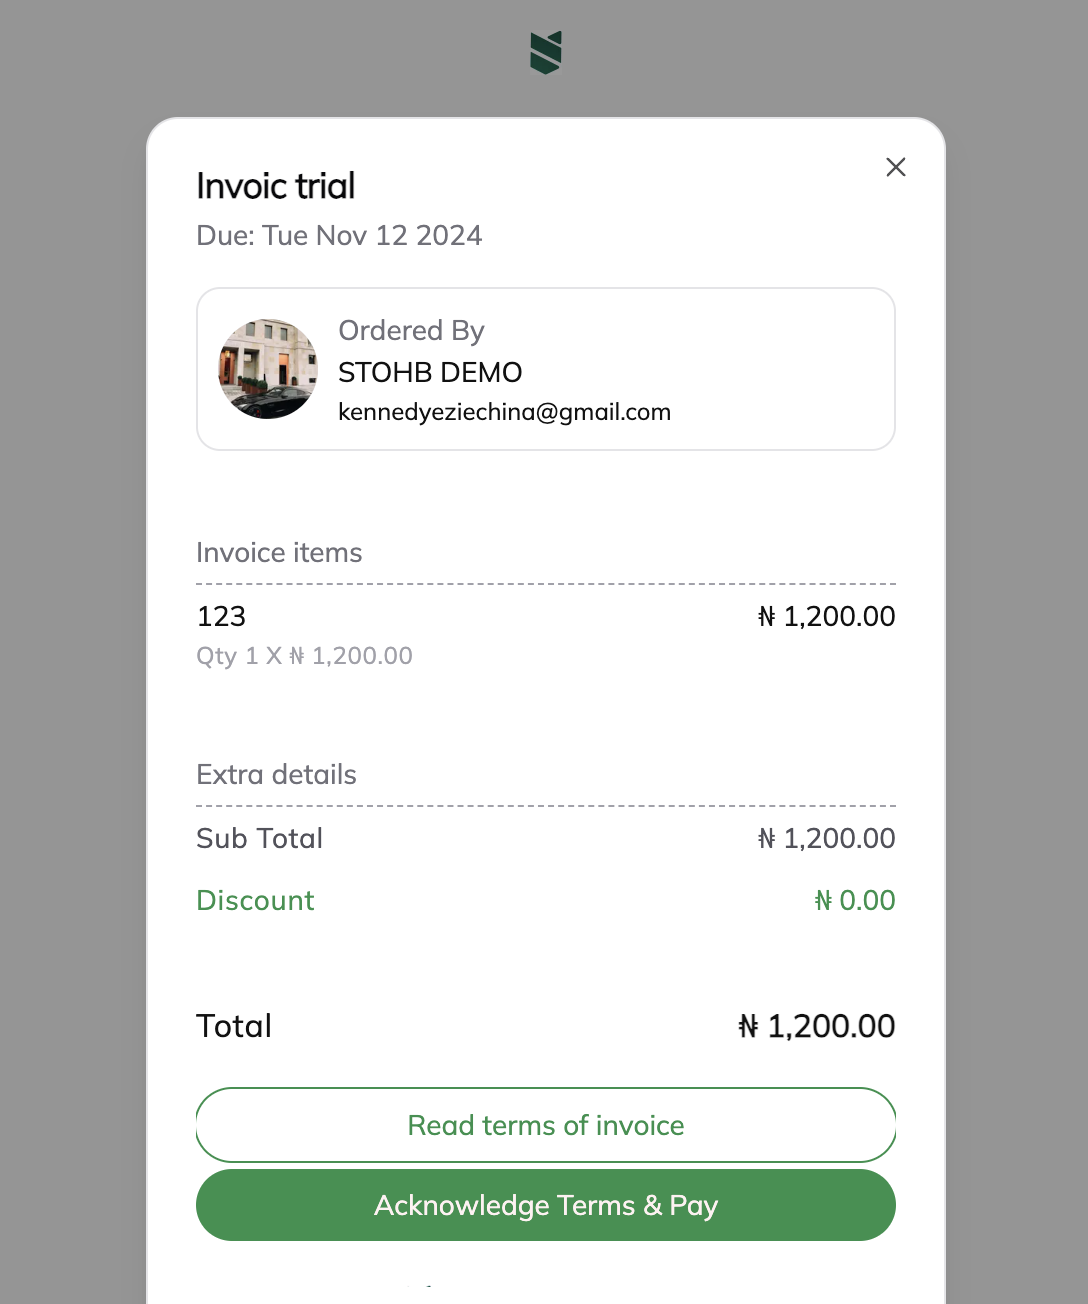 Invoic trial
Due: Tue Nov 12 2024
Ordered By
STOHB DEMO
kennedyeziechina@gmail.com
Invoice items
123 ₦ 1,200.00
Qty 1 X ₦ 1,200.00
Extra details
Sub Total ₦ 1,200.00
Discount ₦ 0.00
Total ₦ 1,200.00
Read terms of invoice
Acknowledge Terms & Pay